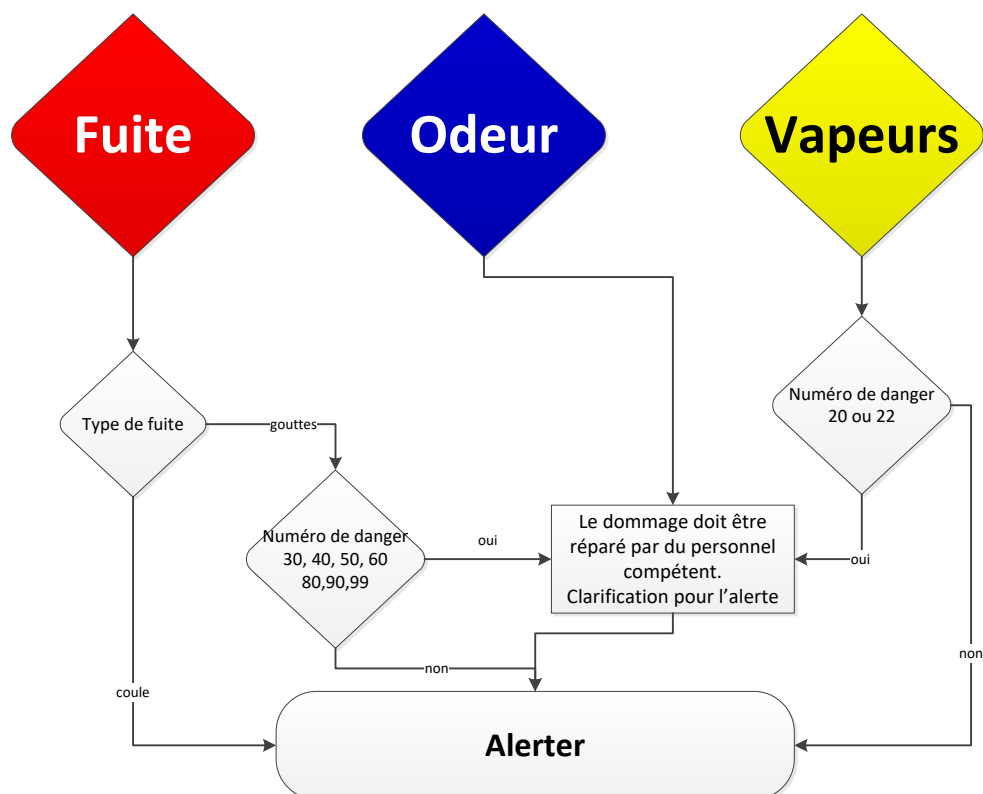 Fuite
Odeur
Vapeurs
Type de fuite
gouttes
Numéro de danger
20 ou 22
Numéro de danger
30, 40, 50, 60
80,90,99
oui
Le dommage doit être
réparé par du personnel
compétent.
Clarification pour l’alerte
oui
non
non
coule
Alerter